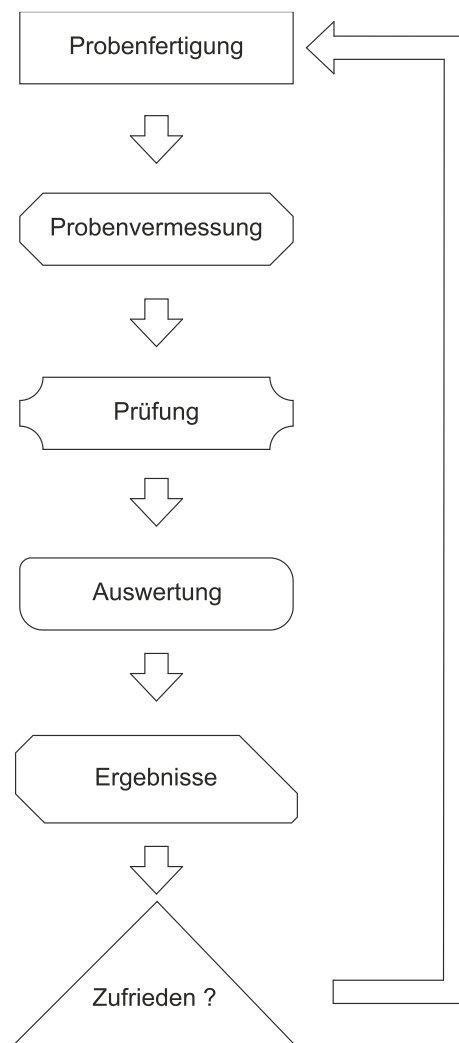 Probenfertigung
Probenvermessung
Prüfung
Auswertung
Ergebnisse
Zufrieden ?